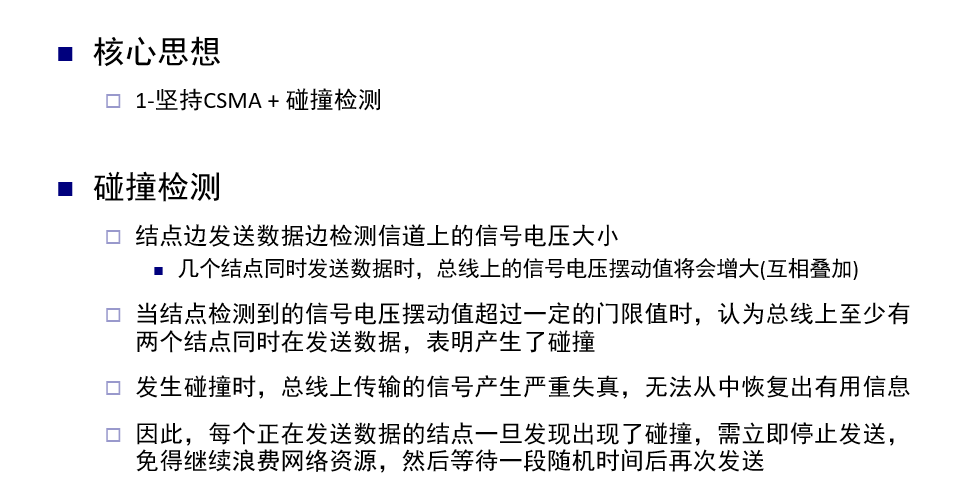 核心思想
1-坚持CSMA + 碰撞检测
碰撞检测
结点边发送数据边检测信道上的信号电压大小
几个结点同时发送数据时，总线上的信号电压摆动值将会增大(互相叠加)
当结点检测到的信号电压摆动值超过一定的门限值时，认为总线上至少有
两个结点同时在发送数据，表明产生了碰撞
发生碰撞时，总线上传输的信号产生严重失真，无法从中恢复出有用信息
因此，每个正在发送数据的结点一旦发现出现了碰撞，需立即停止发送，
免得继续浪费网络资源，然后等待一段随机时间后再次发送